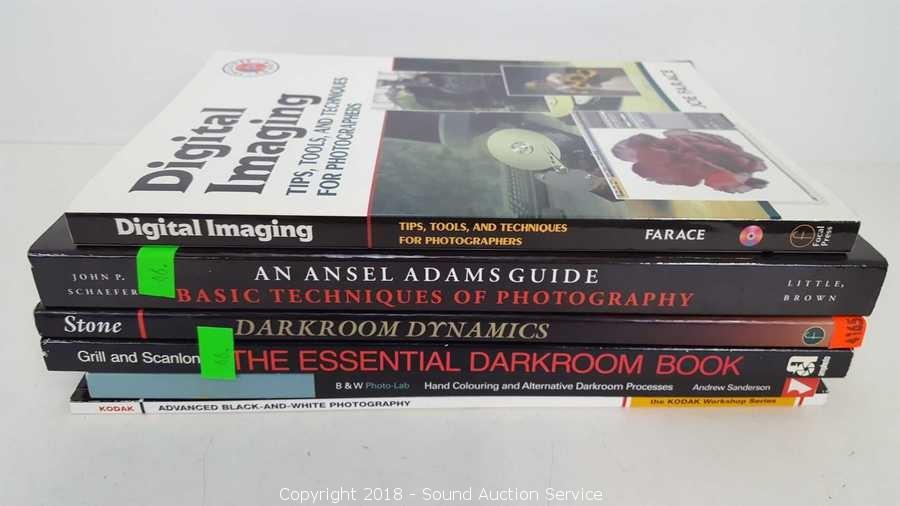 Digital
Imaging
TIPS, TOOLS, AND TECHNIQUES
FOR PHOTOGRAPHERS
JOE FARACE
Digital Imaging
TIPS, TOOLS, AND TECHNIQUES
FOR PHOTOGRAPHERS
FARACE
Focal
Press
JOHN P.
SCHAEFER
AN ANSEL ADAMS GUIDE
BASIC TECHNIQUES OF PHOTOGRAPHY
LITTLE,
BROWN
Stone
DARKROOM DYNAMICS
4165
Grill and Scanlon
THE ESSENTIAL DARKROOM BOOK
B & W Photo-Lab
Hand Colouring and Alternative Darkroom Processes
Andrew Sanderson
KODAK
ADVANCED BLACK-AND-WHITE PHOTOGRAPHY
the KODAK Workshop Series
Copyright 2018 - Sound Auction Service